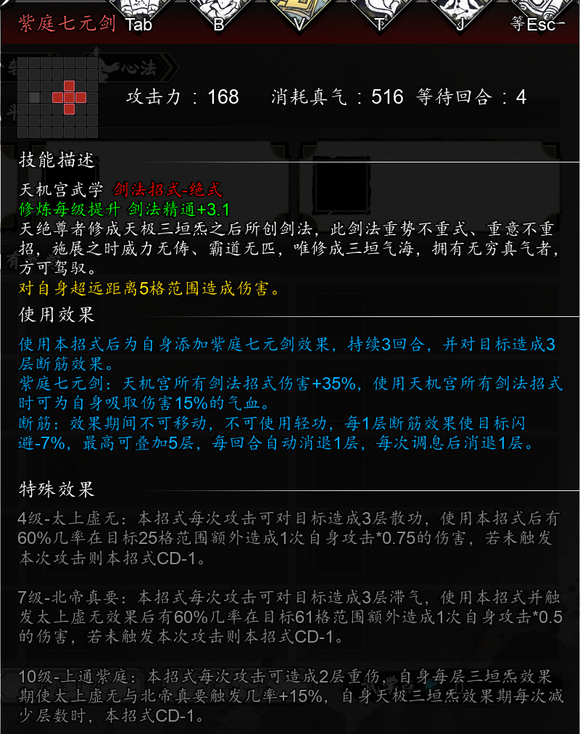 紫庭七元剑 Tab B V T J 等Esc
心法
攻击力：168 消耗真气：516 等待回合：4
技能描述
天机宫武学 剑法招式-绝式
修炼每级提升 剑法精通+3.1
天绝尊者修成天极三垣炁之后所创剑法，此剑法重势不重式、重意不重
招，施展之时威力无俦、霸道无匹，唯修成三垣气海，拥有无穷真气者，
方可驾驭。
对自身超远距离5格范围造成伤害。
使用效果
使用本招式后为自身添加紫庭七元剑效果，持续3回合，并对目标造成3
层断筋效果。
紫庭七元剑：天机宫所有剑法招式伤害+35%，使用天机宫所有剑法招式
时可为自身吸取伤害15%的气血。
断筋：效果期间不可移动，不可使用轻功，每1层断筋效果使目标闪
避-7%，最高可叠加5层，每回合自动消退1层，每次调息后消退1层。
特殊效果
4级-太上虚无：本招式每次攻击可对目标造成3层散功，使用本招式后有
60%几率在目标25格范围额外造成1次自身攻击*0.75的伤害，若未触发
本次攻击则本招式CD-1。
7级-北帝真要：本招式每次攻击可对目标造成3层滞气，使用本招式并触
发太上虚无效果后有60%几率在目标61格范围额外造成1次自身攻击*0.5
的伤害，若未触发本次攻击则本招式CD-1。
10级-上通紫庭：本招式每次攻击可造成2层重伤，自身每层三垣炁效果
期使太上虚无与北帝真要触发几率+15%，自身天极三垣炁效果期每次减
少层数时，本招式CD-1。